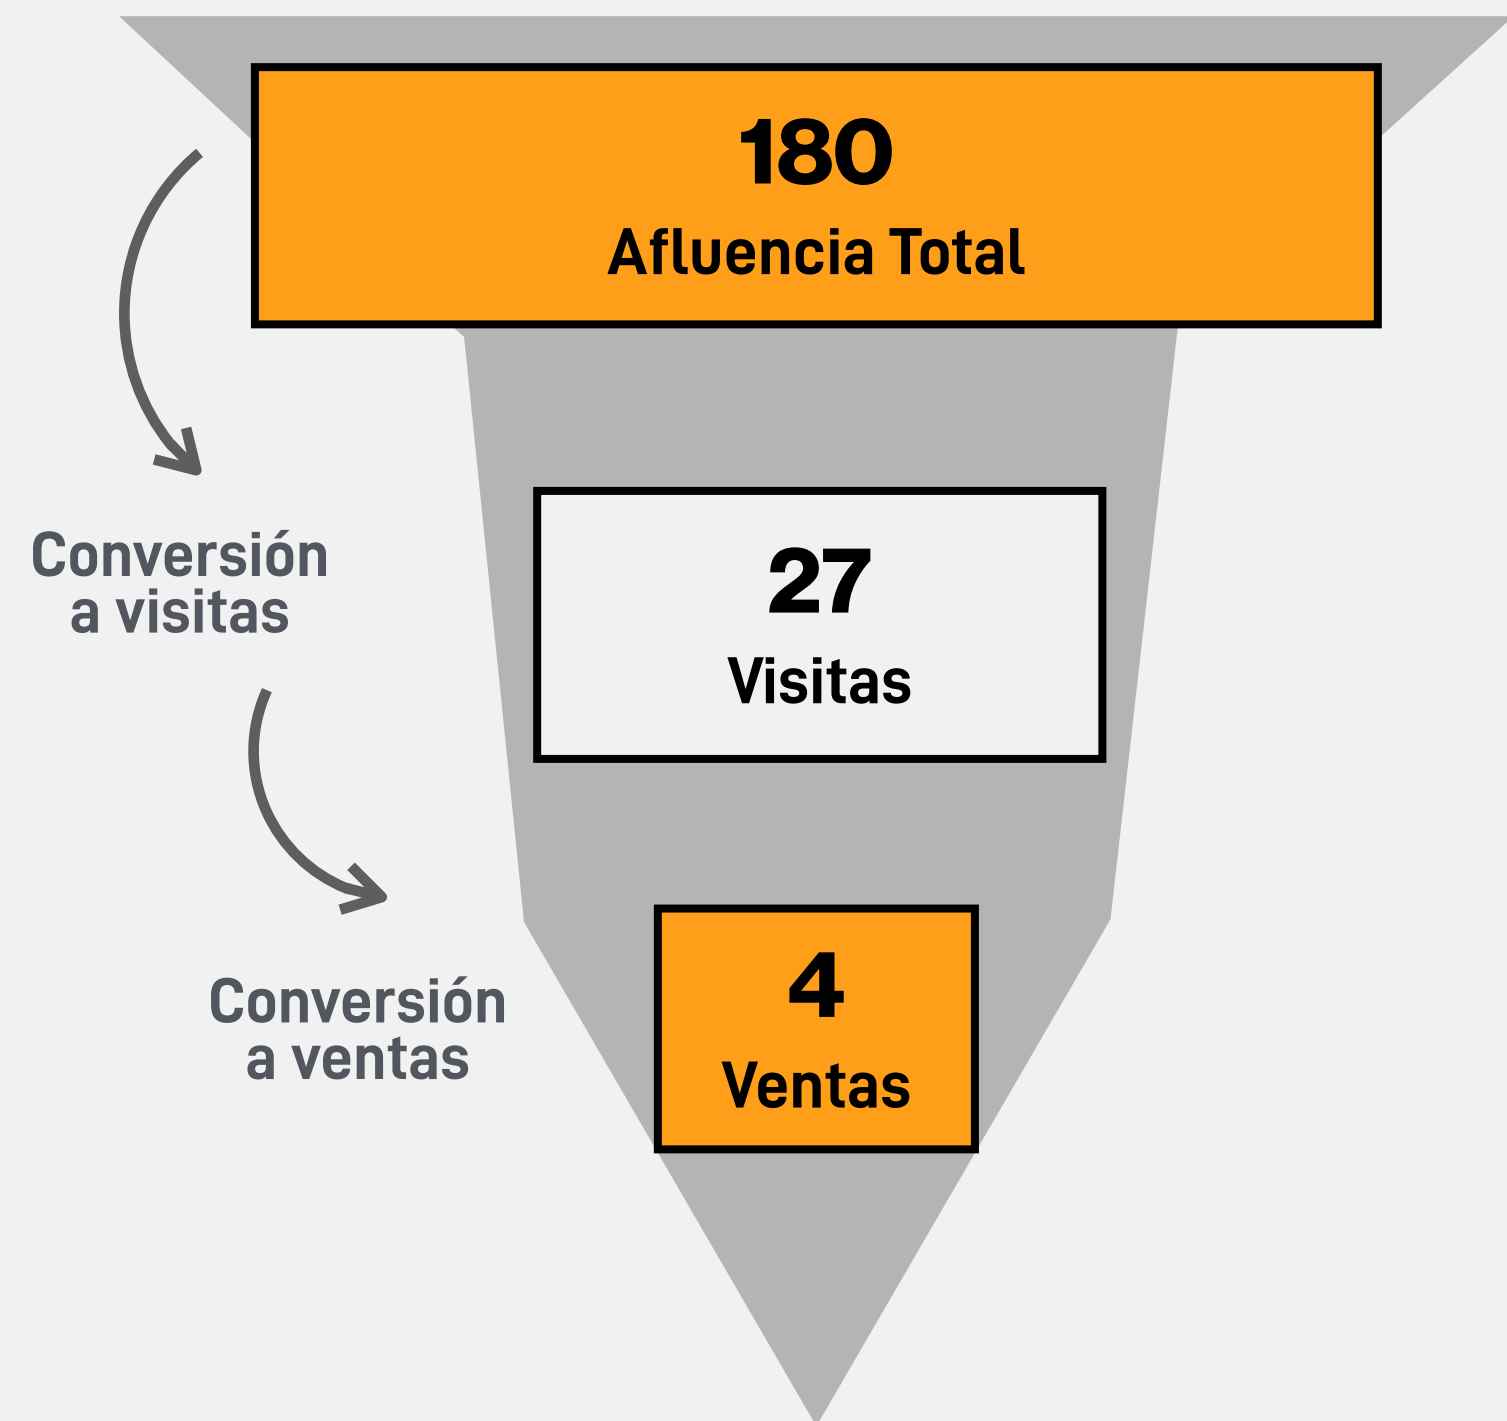 180
Afluencia Total
Conversión
a visitas
27
Visitas
Conversión
a ventas
4
Ventas